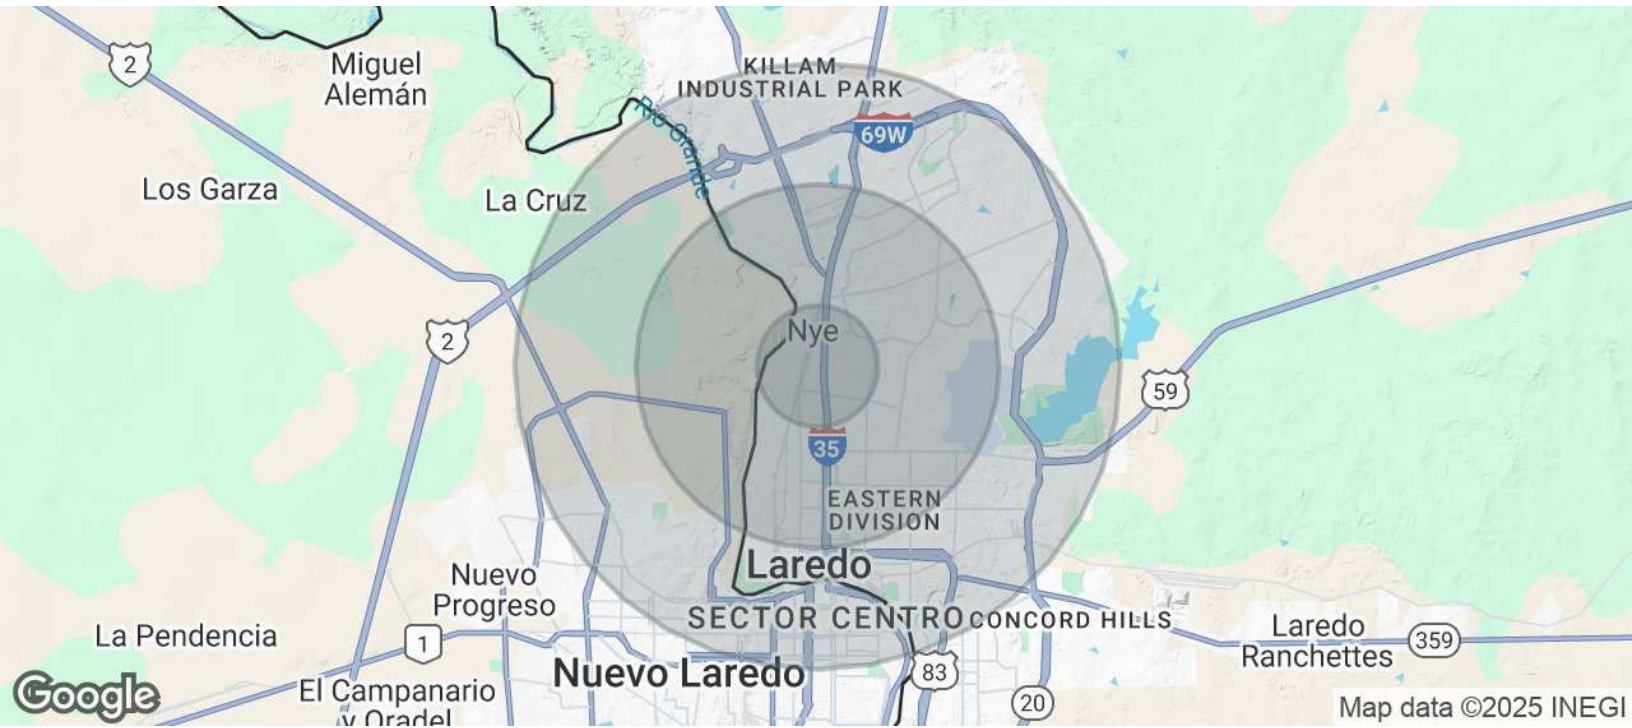 KILLAM
INDUSTRIAL PARK
2
Miguel
Alemán
Rio Grande
69W
Los Garza
La Cruz
Nye
2
59
35
EASTERN
DIVISION
Laredo
Nuevo
Progreso
SECTOR CENTRO
CONCORD HILLS
La Pendencia
1
Laredo
Ranchettes
359
Nuevo Laredo
83
El Campanario
y Oradel
20
Google
Map data ©2025 INEGI